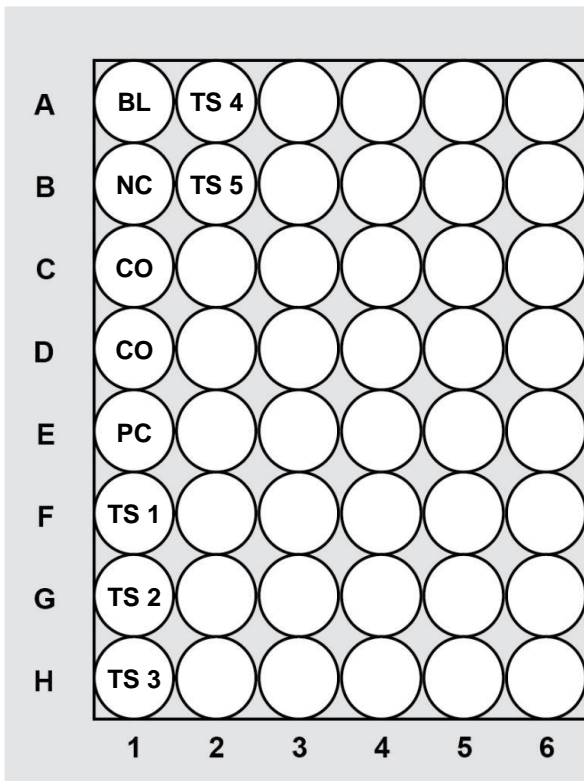 A BL TS 4
B NC TS 5
C CO
D CO
E PC
F TS 1
G TS 2
H TS 3
1 2 3 4 5 6